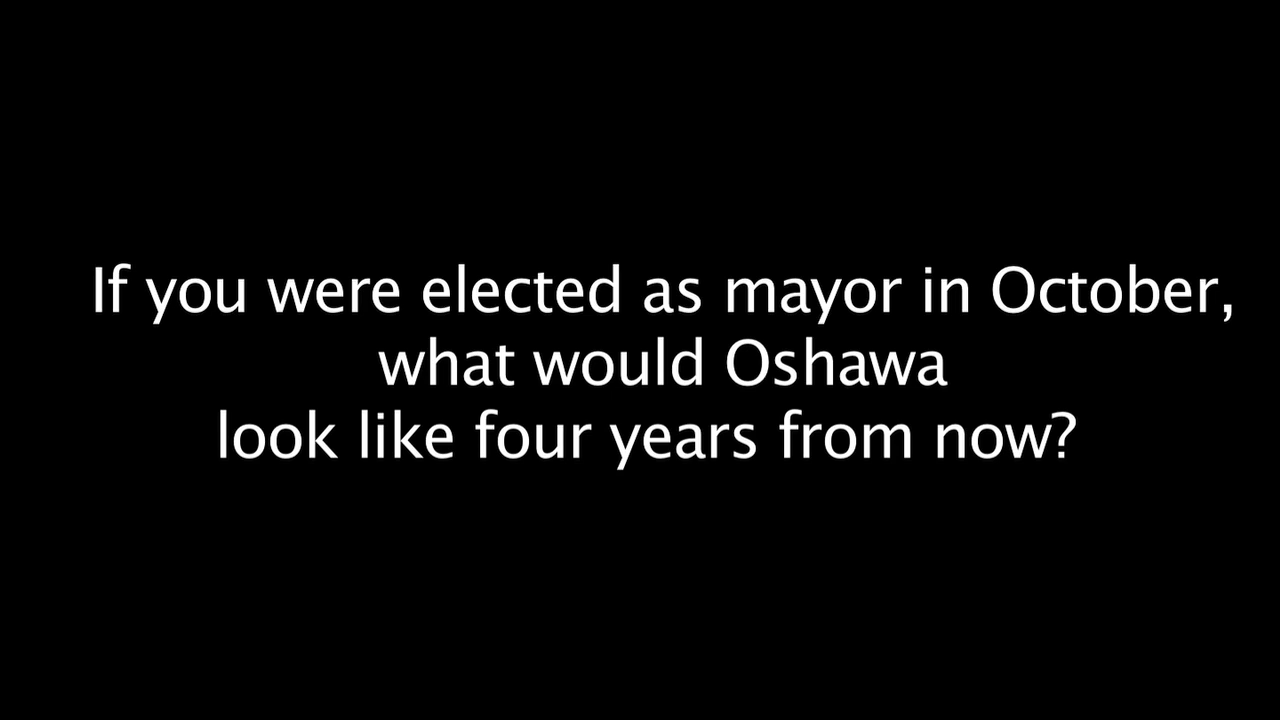 If you were elected as mayor in October,
what would Oshawa
look like four years from now?